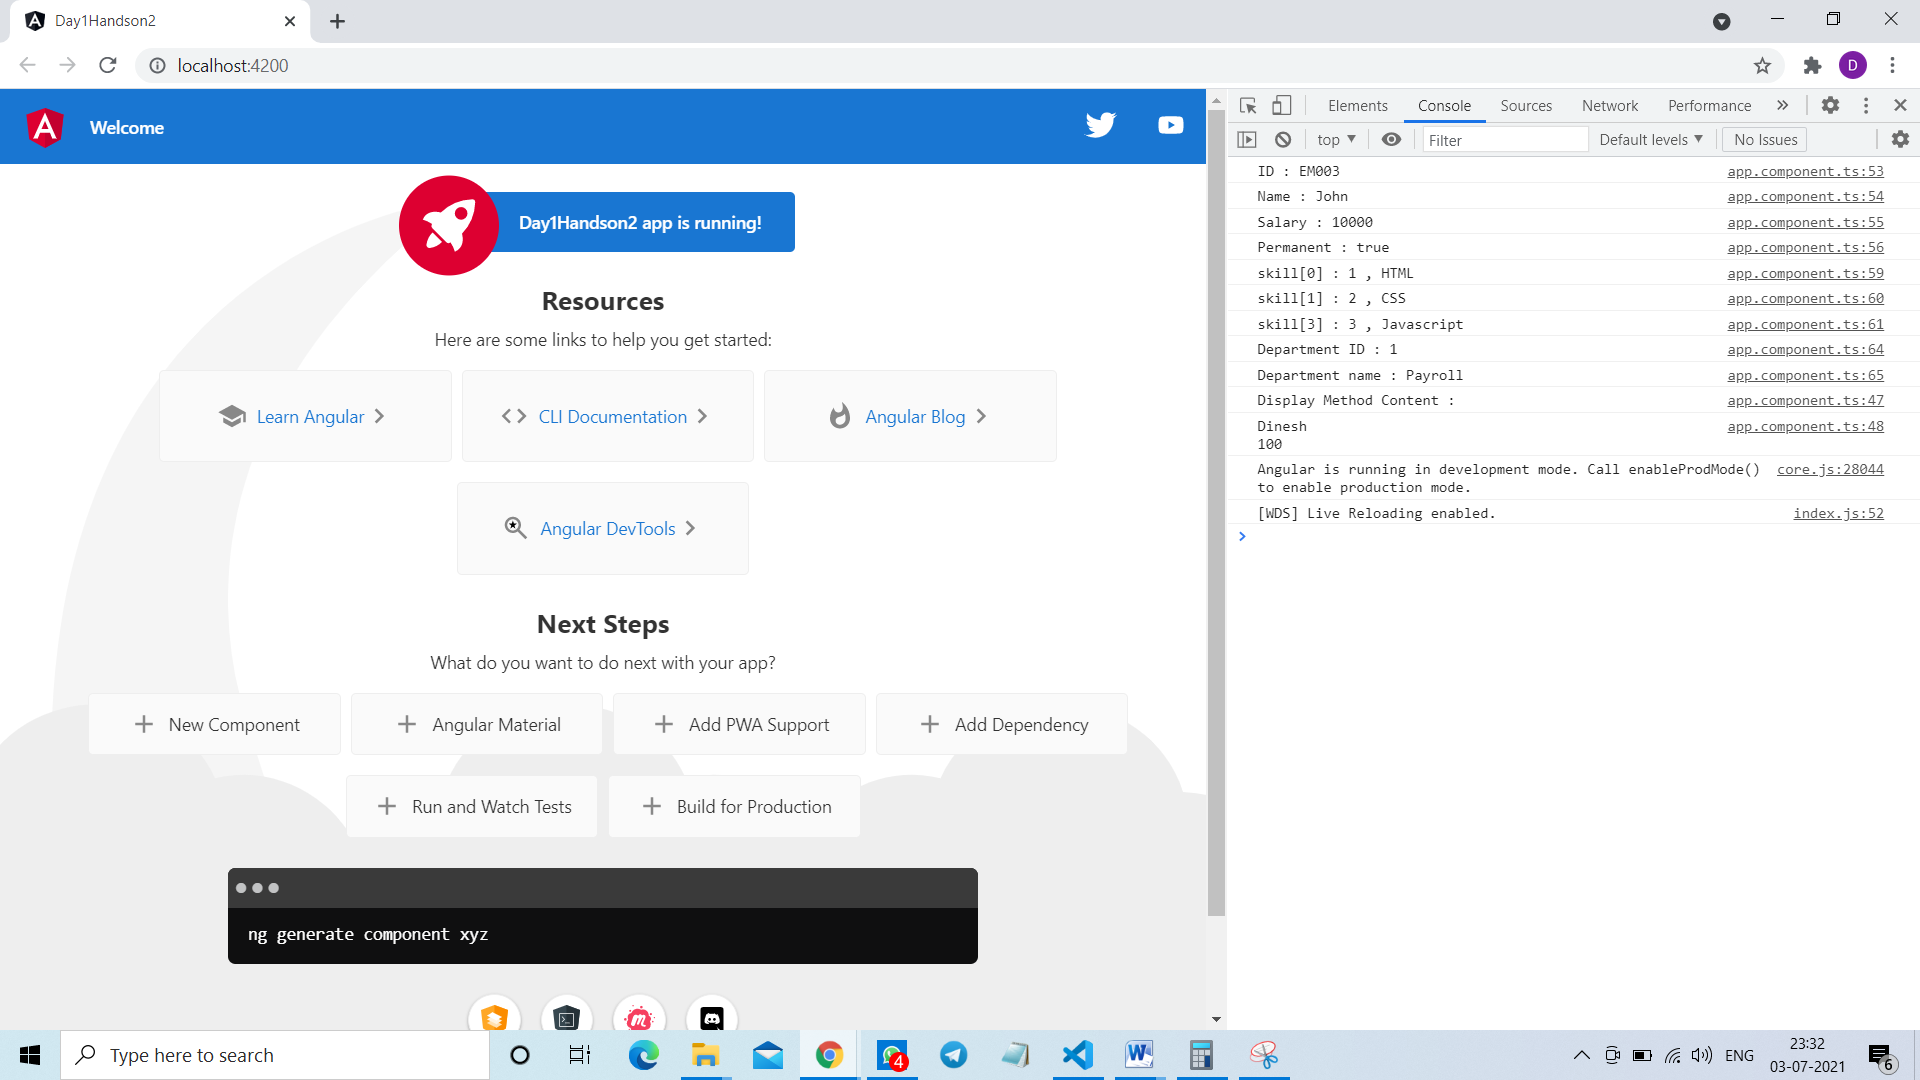 Day1Handson2
localhost:4200
D
Welcome
Day1Handson2 app is running!
Resources
Here are some links to help you get started:
Learn Angular
CLI Documentation
Angular Blog
Angular DevTools
Next Steps
What do you want to do next with your app?
New Component
Angular Material
Add PWA Support
Add Dependency
Run and Watch Tests
Build for Production
ng generate component xyz
Elements Console Sources Network Performance
top Filter Default levels No Issues
ID : EM003 app.component.ts:53
Name : John app.component.ts:54
Salary : 10000 app.component.ts:55
Permanent : true app.component.ts:56
skill[0] : 1 , HTML app.component.ts:59
skill[1] : 2 , CSS app.component.ts:60
skill[3] : 3 , Javascript app.component.ts:61
Department ID : 1 app.component.ts:64
Department name : Payroll app.component.ts:65
Display Method Content : app.component.ts:47
Dinesh app.component.ts:48
100
Angular is running in development mode. Call enableProdMode() core.js:28044
to enable production mode.
[WDS] Live Reloading enabled. index.js:52
Type here to search
4
ENG
23:32
03-07-2021
6